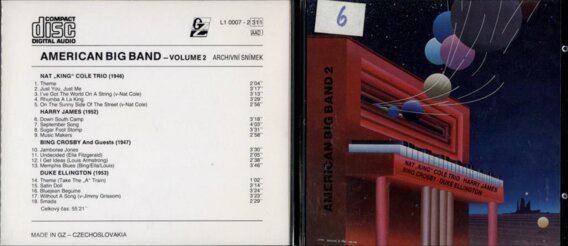 COMPACT
disc
DIGITAL AUDIO
GZ
L1 0007 - 2 311
AAD
AMERICAN BIG BAND – VOLUME 2 ARCHIVNÍ SNÍMEK
NAT „KING" COLE TRIO (1946)
1. Theme 2'04"
2. Just You, Just Me 3'17"
3. I've Got The World On A String (v-Nat Cole) 3'13"
4. Rhumba A La King 3'29"
5. On The Sunny Side Of The Street (v-Nat Cole) 2'56"
HARRY JAMES (1952)
6. Down South Camp 3'18"
7. September Song 4'03"
8. Sugar Foot Stomp 3'31"
9. Music Makers 2'58"
BING CROSBY And Guests (1947)
10. Jamboree Jones 3'30"
11. Undecided (Ella Fitzgerald) 2'05"
12. I Get Ideas (Louis Armstrong) 2'38"
13. Memphis Blues (Bing/Ella/Louis) 3'46"
DUKE ELLINGTON (1953)
14. Theme (Take The „A" Train) 1'02"
15. Satin Doll 3'14"
16. Bluejean Beguine 3'24"
17. Without A Song (v-Jimmy Grissom) 3'23"
18. Smada 2'29"
Celkový čas: 55'21"
MADE IN GZ – CZECHOSLOVAKIA
6
AMERICAN BIG BAND 2
NAT „KING" COLE TRIO HARRY JAMES
BING CROSBY DUKE ELLINGTON